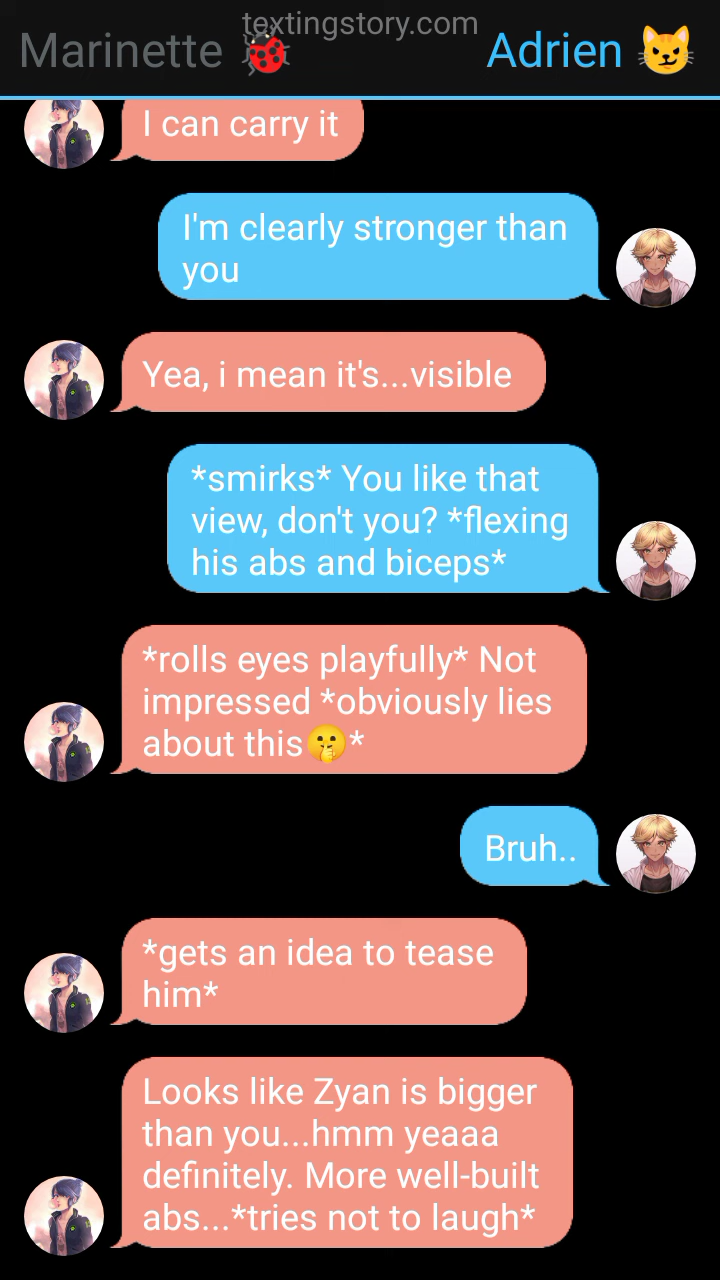 textingstory.com
Marinette 🐞
Adrien 😼
I can carry it
I'm clearly stronger than
you
Yea, i mean it's...visible
*smirks* You like that
view, don't you? *flexing
his abs and biceps*
*rolls eyes playfully* Not
impressed *obviously lies
about this🤫*
Bruh..
*gets an idea to tease
him*
Looks like Zyan is bigger
than you...hmm yeaaa
definitely. More well-built
abs...*tries not to laugh*